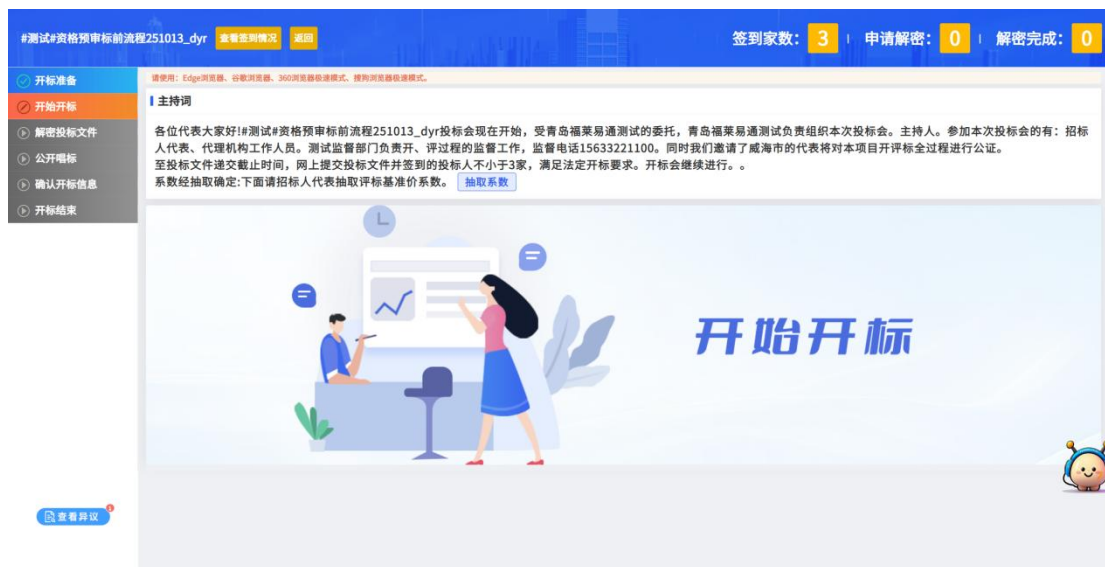 #测试#资格预审标前流程251013_dyr 查看签到情况 返回 签到家数： 3 申请解密： 0 解密完成： 0
开标准备
开始开标
解密投标文件
公开唱标
确认开标信息
开标结束
请使用：Edge浏览器、谷歌浏览器、360浏览器极速模式、搜狗浏览器极速模式。
主持词
各位代表大家好!#测试#资格预审标前流程251013_dyr投标会现在开始，受青岛福莱易通测试的委托，青岛福莱易通测试负责组织本次投标会。主持人。参加本次投标会的有：招标
人代表、代理机构工作人员。测试监督部门负责开、评过程的监督工作，监督电话15633221100。同时我们邀请了威海市的代表将对本项目开评标全过程进行公证。
至投标文件递交截止时间，网上提交投标文件并签到的投标人不小于3家，满足法定开标要求。开标会继续进行。。
系数经抽取确定:下面请招标人代表抽取评标基准价系数。 抽取系数
开始开标
查看异议